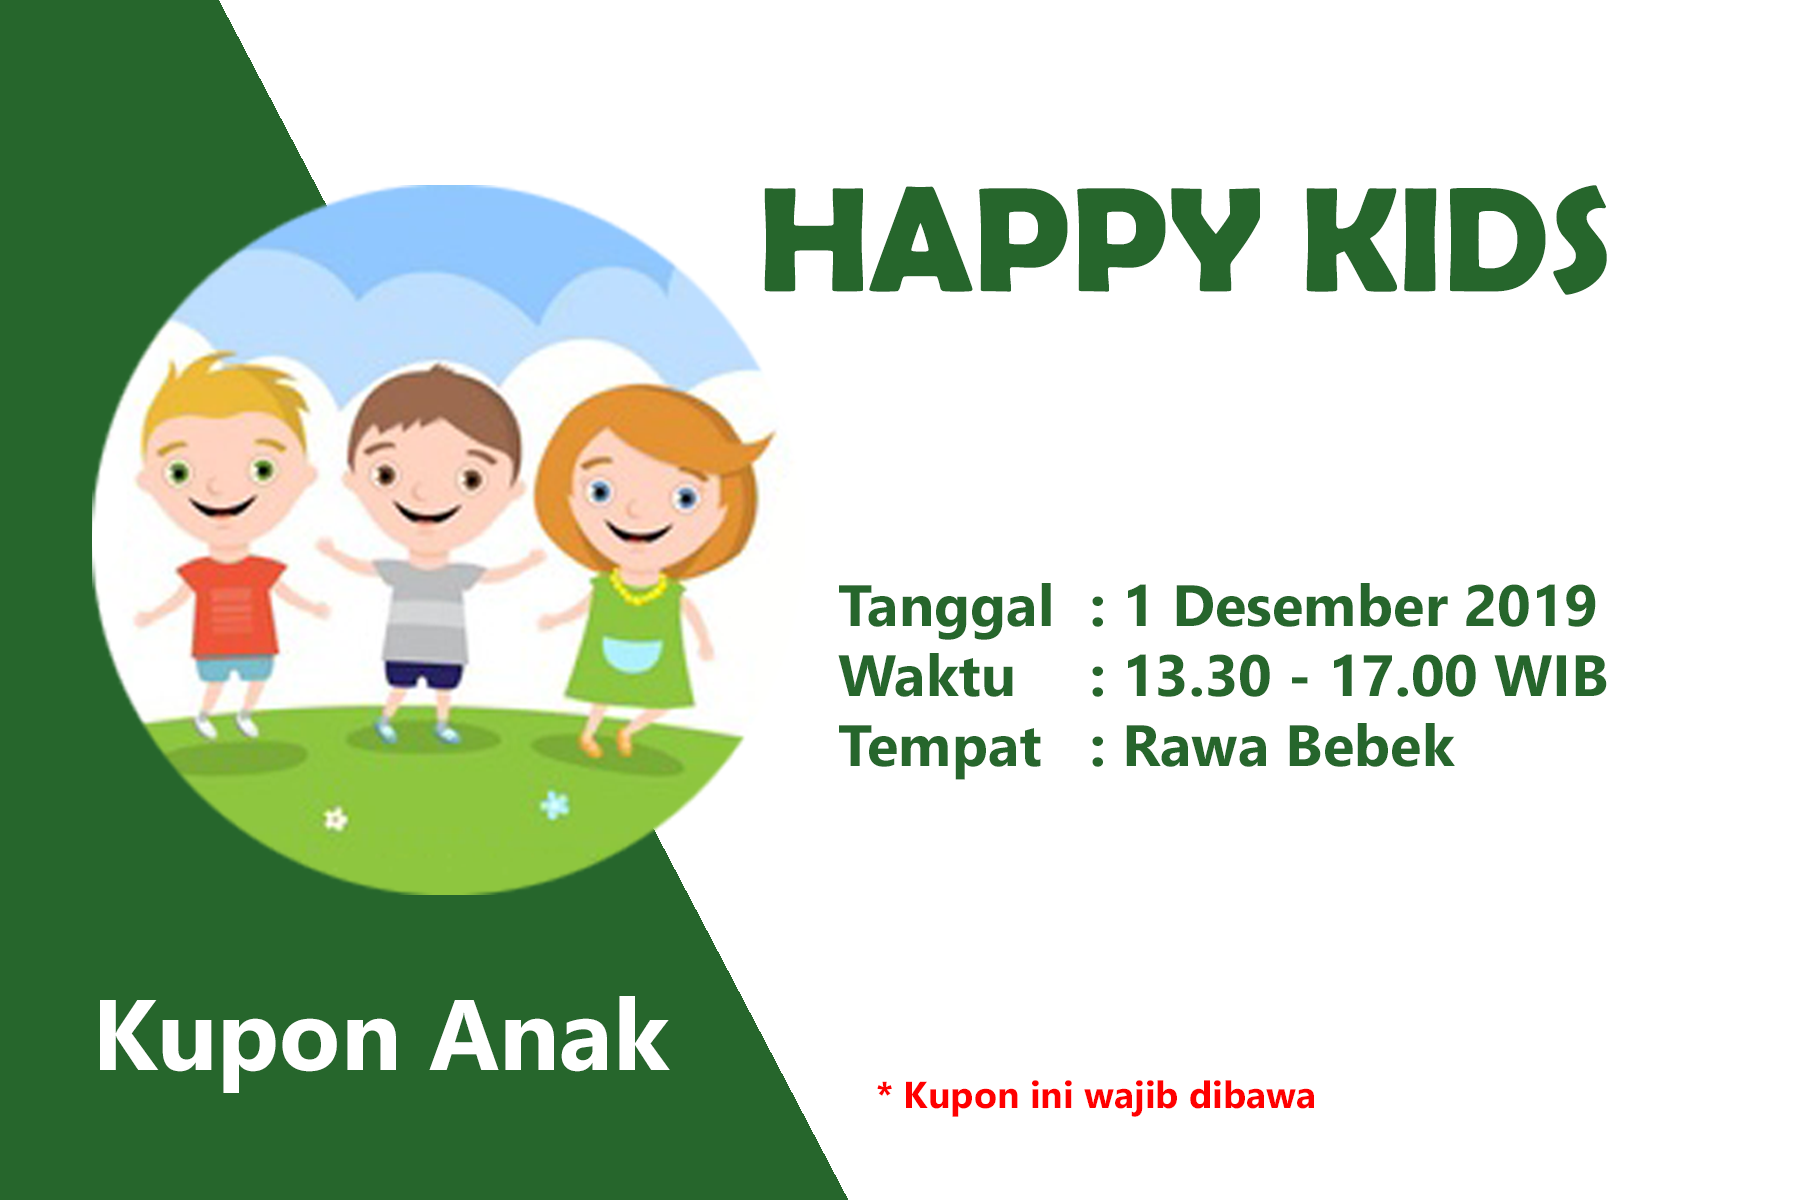 HAPPY KIDS
Tanggal : 1 Desember 2019
Waktu : 13.30 - 17.00 WIB
Tempat : Rawa Bebek
Kupon Anak
* Kupon ini wajib dibawa